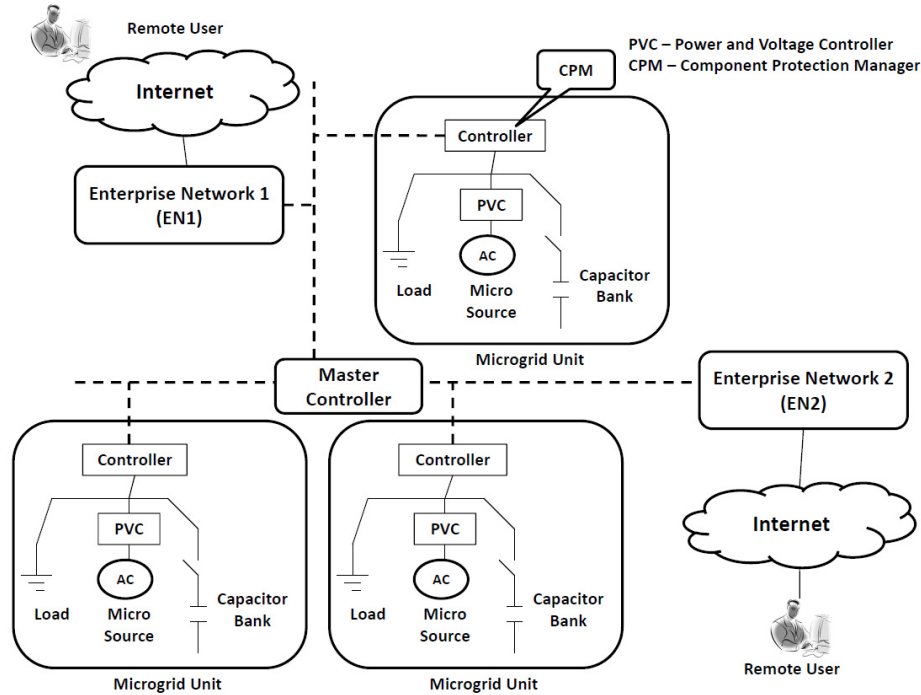 Remote User
Internet
Enterprise Network 1
(EN1)
PVC – Power and Voltage Controller
CPM – Component Protection Manager
CPM
Controller
PVC
AC
Load
Micro
Source
Capacitor
Bank
Microgrid Unit
Master
Controller
Enterprise Network 2
(EN2)
Controller
PVC
AC
Load
Micro
Source
Capacitor
Bank
Microgrid Unit
Controller
PVC
AC
Load
Micro
Source
Capacitor
Bank
Microgrid Unit
Internet
Remote User